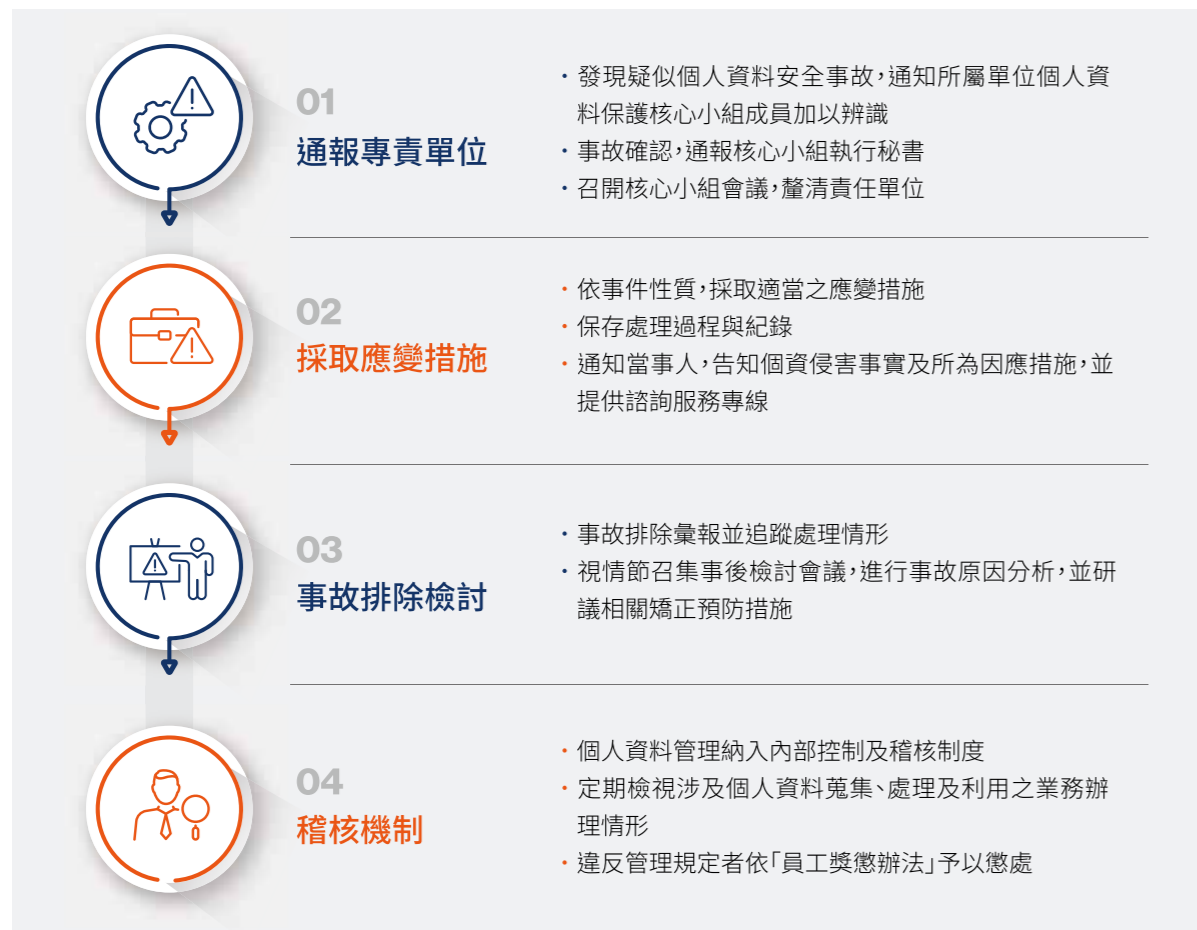 01
通報專責單位
・發現疑似個人資料安全事故，通知所屬單位個人資
料保護核心小組成員加以辨識
・事故確認，通報核心小組執行秘書
・召開核心小組會議，釐清責任單位
02
採取應變措施
・依事件性質，採取適當之應變措施
・保存處理過程與紀錄
・通知當事人，告知個資侵害事實及所為因應措施，並
提供諮詢服務專線
03
事故排除檢討
・事故排除彙報並追蹤處理情形
・視情節召集事後檢討會議，進行事故原因分析，並研
議相關矯正預防措施
04
稽核機制
・個人資料管理納入內部控制及稽核制度
・定期檢視涉及個人資料蒐集、處理及利用之業務辦
理情形
・違反管理規定者依「員工獎懲辦法」予以懲處